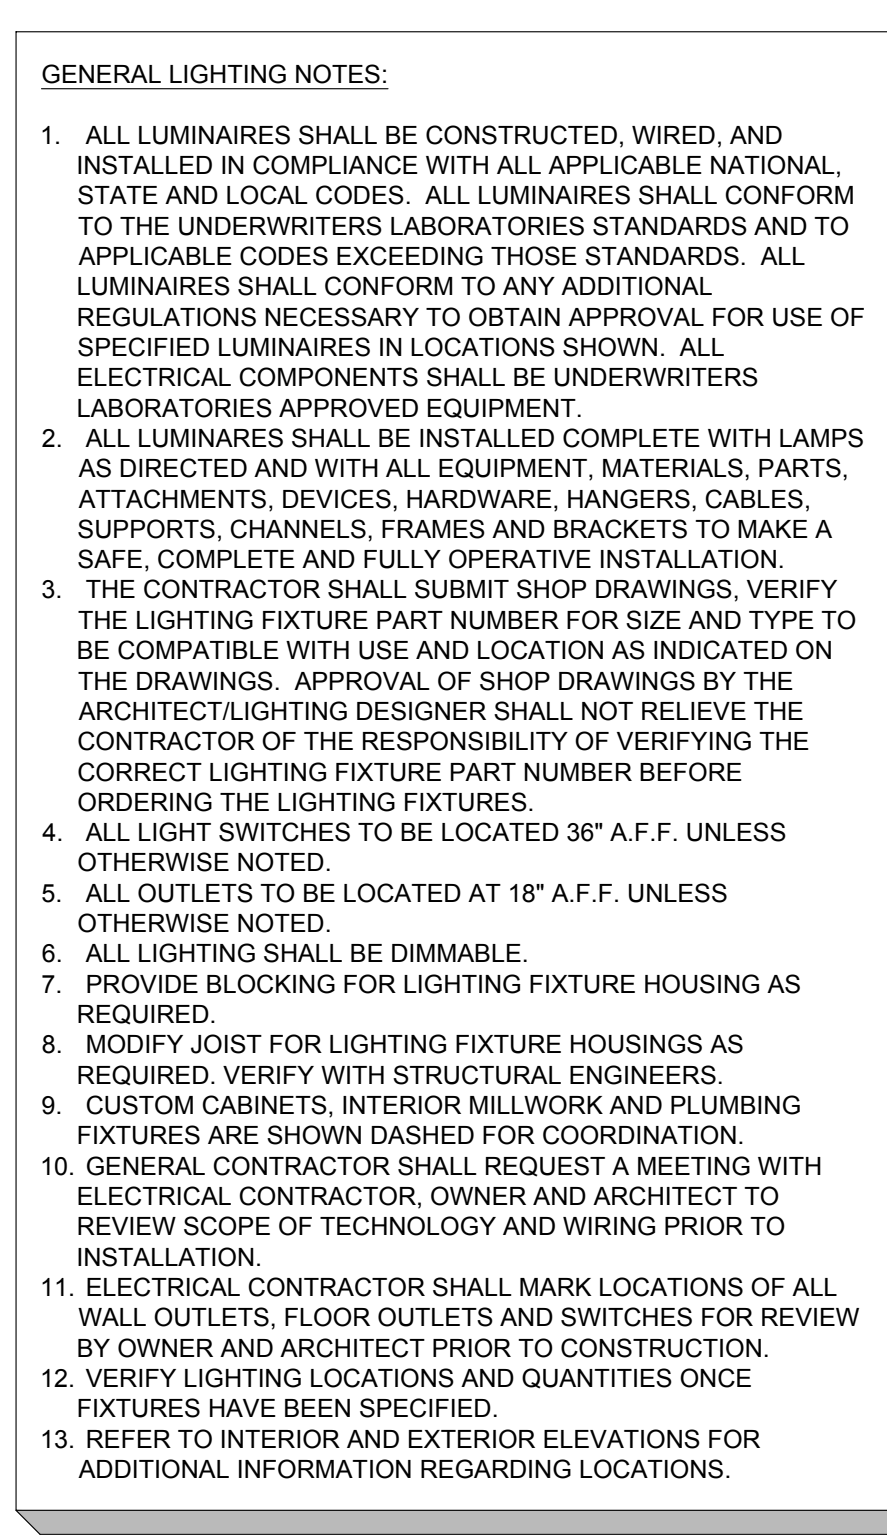 GENERAL LIGHTING NOTES:
1. ALL LUMINAIRES SHALL BE CONSTRUCTED, WIRED, AND
INSTALLED IN COMPLIANCE WITH ALL APPLICABLE NATIONAL,
STATE AND LOCAL CODES. ALL LUMINAIRES SHALL CONFORM
TO THE UNDERWRITERS LABORATORIES STANDARDS AND TO
APPLICABLE CODES EXCEEDING THOSE STANDARDS. ALL
LUMINAIRES SHALL CONFORM TO ANY ADDITIONAL
REGULATIONS NECESSARY TO OBTAIN APPROVAL FOR USE OF
SPECIFIED LUMINAIRES IN LOCATIONS SHOWN. ALL
ELECTRICAL COMPONENTS SHALL BE UNDERWRITERS
LABORATORIES APPROVED EQUIPMENT.
2. ALL LUMINARES SHALL BE INSTALLED COMPLETE WITH LAMPS
AS DIRECTED AND WITH ALL EQUIPMENT, MATERIALS, PARTS,
ATTACHMENTS, DEVICES, HARDWARE, HANGERS, CABLES,
SUPPORTS, CHANNELS, FRAMES AND BRACKETS TO MAKE A
SAFE, COMPLETE AND FULLY OPERATIVE INSTALLATION.
3. THE CONTRACTOR SHALL SUBMIT SHOP DRAWINGS, VERIFY
THE LIGHTING FIXTURE PART NUMBER FOR SIZE AND TYPE TO
BE COMPATIBLE WITH USE AND LOCATION AS INDICATED ON
THE DRAWINGS. APPROVAL OF SHOP DRAWINGS BY THE
ARCHITECT/LIGHTING DESIGNER SHALL NOT RELIEVE THE
CONTRACTOR OF THE RESPONSIBILITY OF VERIFYING THE
CORRECT LIGHTING FIXTURE PART NUMBER BEFORE
ORDERING THE LIGHTING FIXTURES.
4. ALL LIGHT SWITCHES TO BE LOCATED 36" A.F.F. UNLESS
OTHERWISE NOTED.
5. ALL OUTLETS TO BE LOCATED AT 18" A.F.F. UNLESS
OTHERWISE NOTED.
6. ALL LIGHTING SHALL BE DIMMABLE.
7. PROVIDE BLOCKING FOR LIGHTING FIXTURE HOUSING AS
REQUIRED.
8. MODIFY JOIST FOR LIGHTING FIXTURE HOUSINGS AS
REQUIRED. VERIFY WITH STRUCTURAL ENGINEERS.
9. CUSTOM CABINETS, INTERIOR MILLWORK AND PLUMBING
FIXTURES ARE SHOWN DASHED FOR COORDINATION.
10. GENERAL CONTRACTOR SHALL REQUEST A MEETING WITH
ELECTRICAL CONTRACTOR, OWNER AND ARCHITECT TO
REVIEW SCOPE OF TECHNOLOGY AND WIRING PRIOR TO
INSTALLATION.
11. ELECTRICAL CONTRACTOR SHALL MARK LOCATIONS OF ALL
WALL OUTLETS, FLOOR OUTLETS AND SWITCHES FOR REVIEW
BY OWNER AND ARCHITECT PRIOR TO CONSTRUCTION.
12. VERIFY LIGHTING LOCATIONS AND QUANTITIES ONCE
FIXTURES HAVE BEEN SPECIFIED.
13. REFER TO INTERIOR AND EXTERIOR ELEVATIONS FOR
ADDITIONAL INFORMATION REGARDING LOCATIONS.